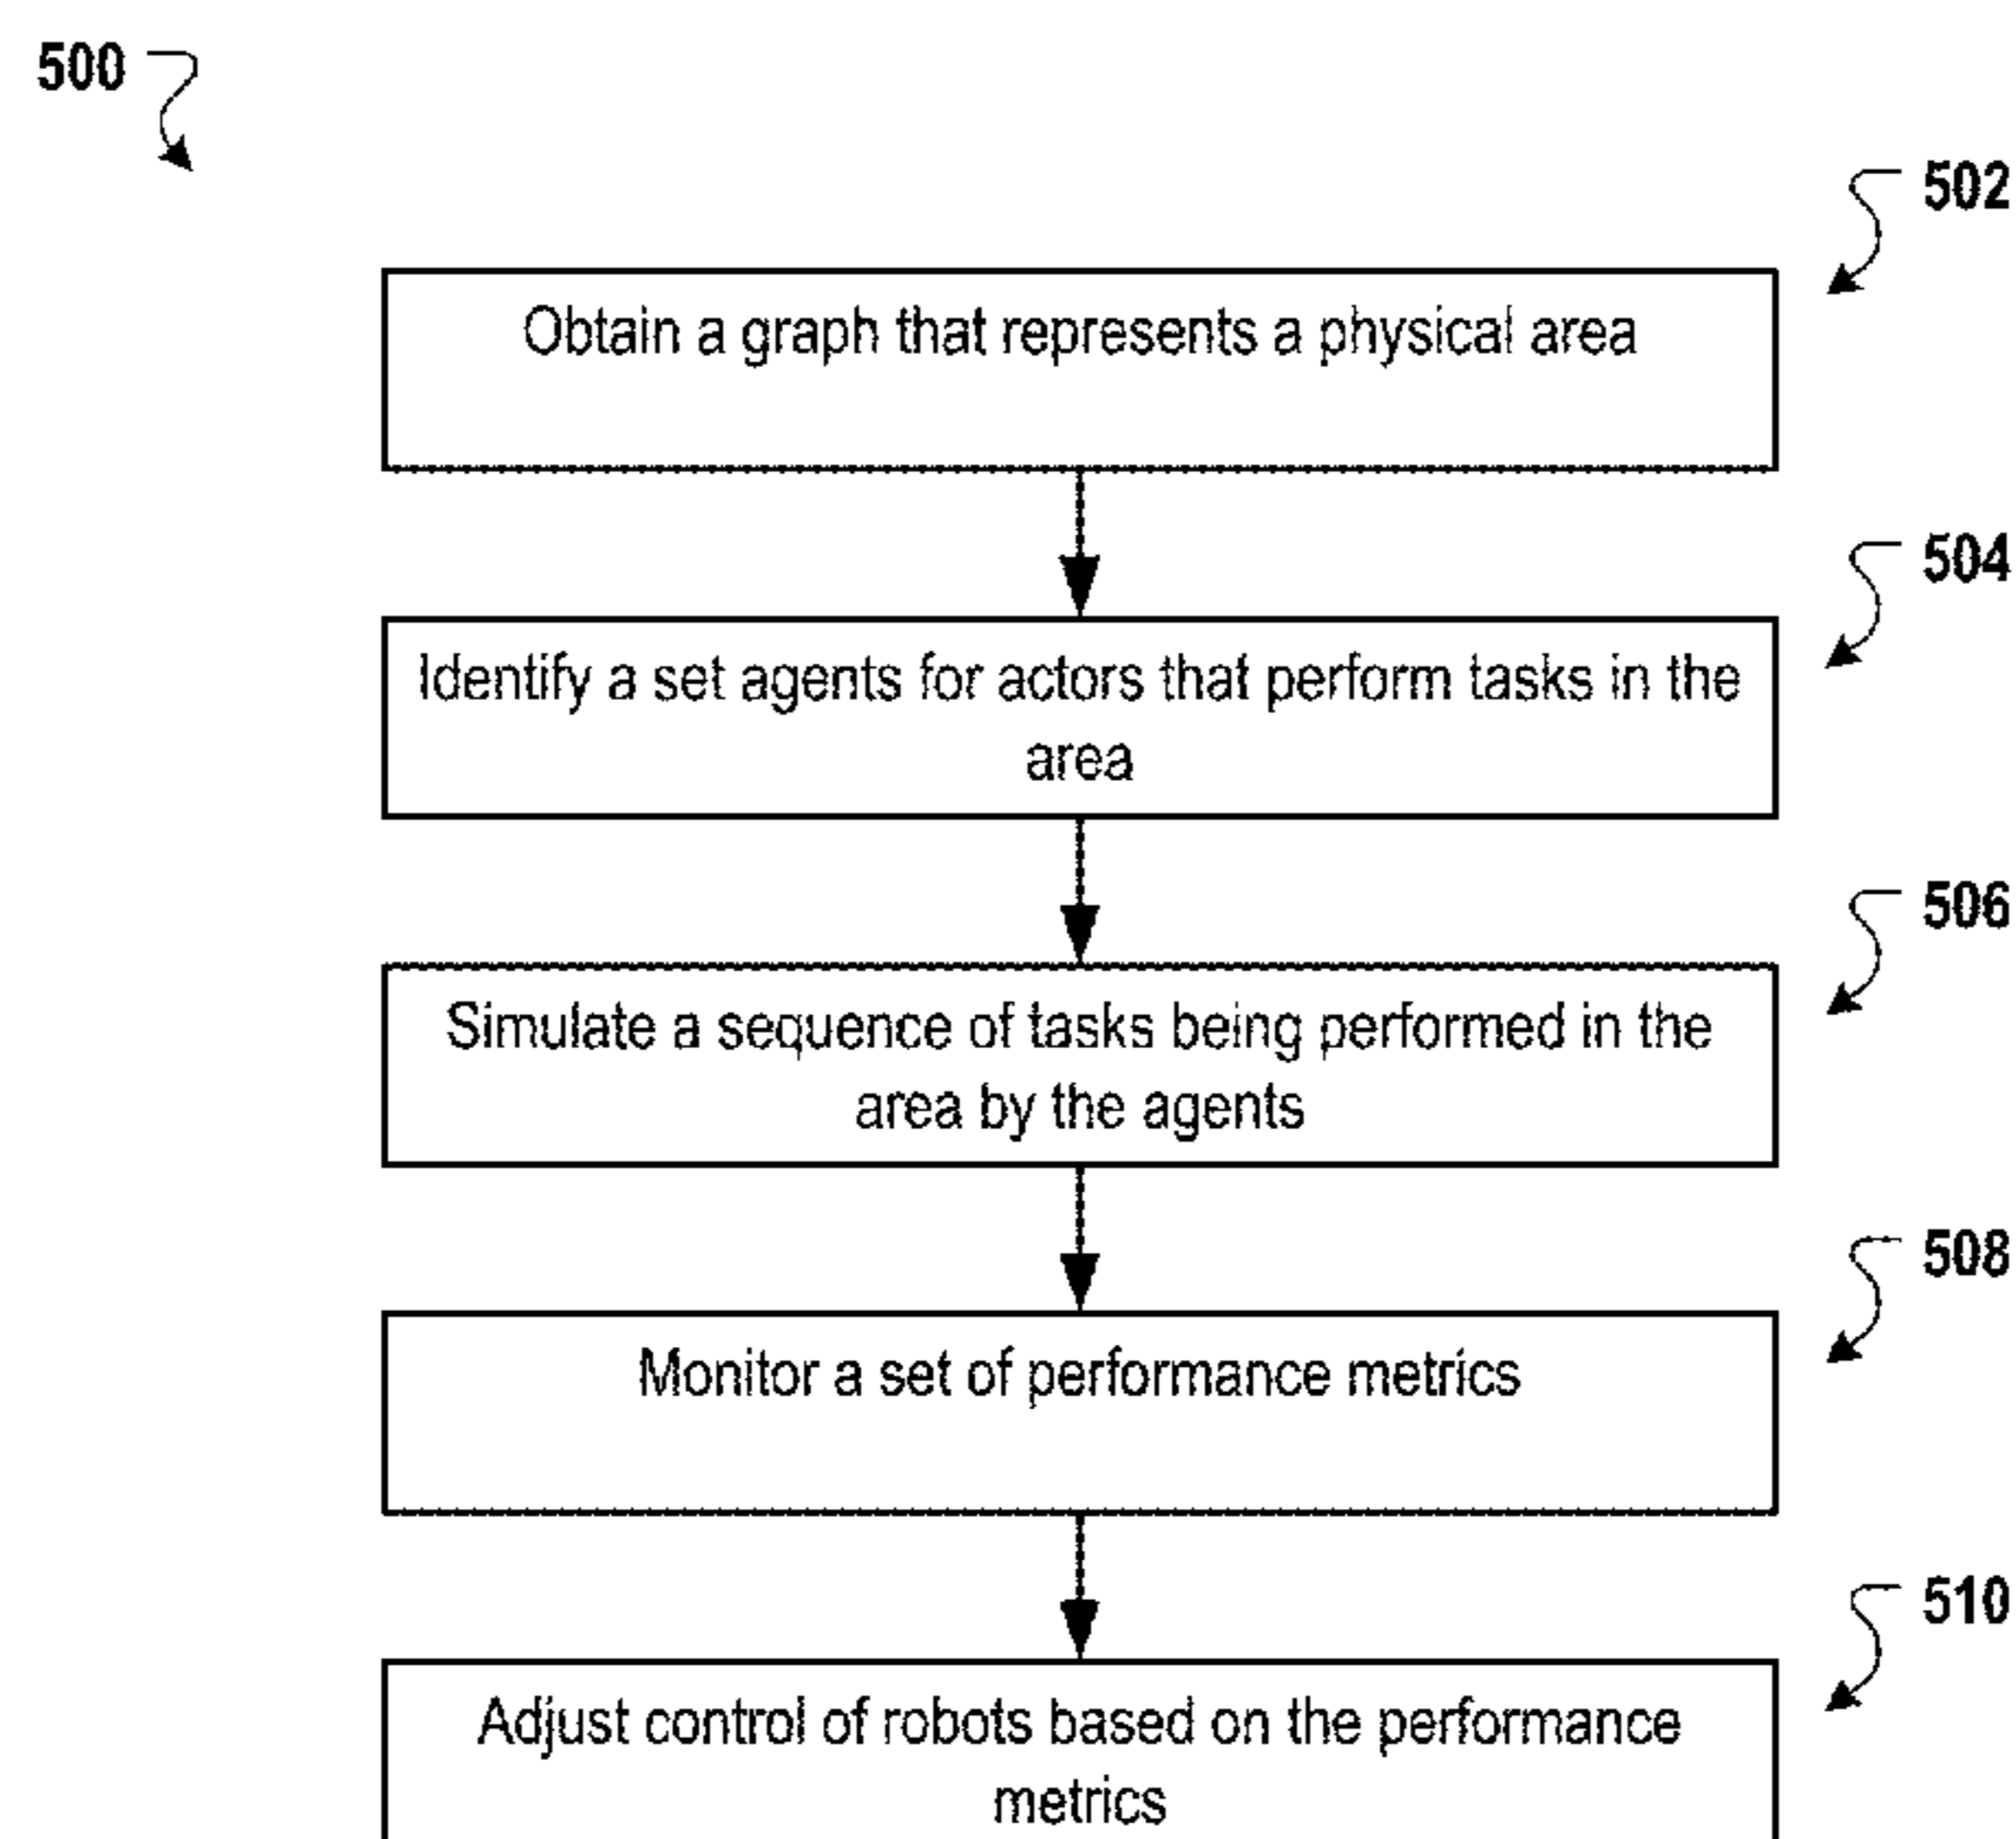 500
502
Obtain a graph that represents a physical area
504
Identify a set agents for actors that perform tasks in the
area
506
Simulate a sequence of tasks being performed in the
area by the agents
508
Monitor a set of performance metrics
510
Adjust control of robots based on the performance
metrics